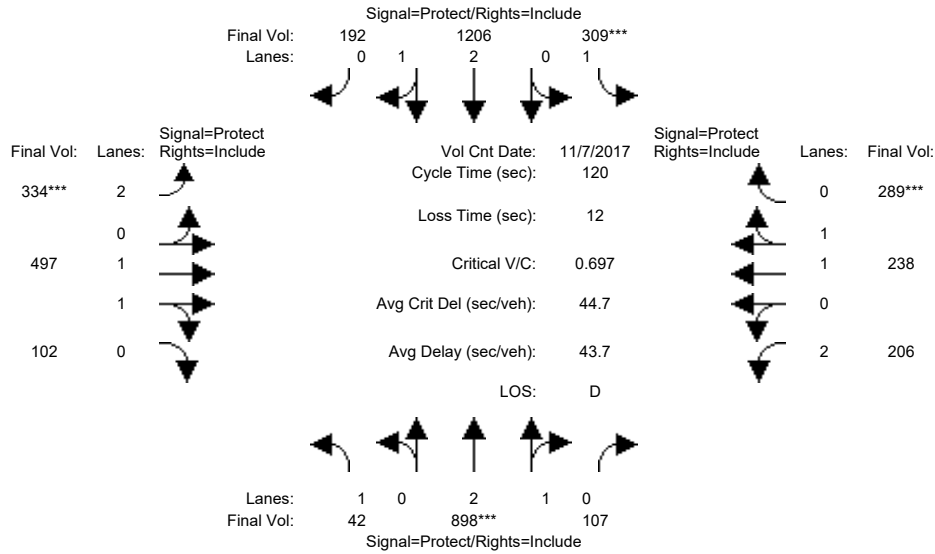 Signal=Protect/Rights=Include
Final Vol: 192 1206 309***
Lanes: 0 1 2 0 1
Signal=Protect Signal=Protect
Final Vol: Lanes: Rights=Include Vol Cnt Date: 11/7/2017 Rights=Include Lanes: Final Vol:
Cycle Time (sec): 120
334*** 2 0 289***
Loss Time (sec): 12
0 1
497 1 Critical V/C: 0.697 1 238
1 Avg Crit Del (sec/veh): 44.7 0
102 0 Avg Delay (sec/veh): 43.7 2 206
LOS: D
Lanes: 1 0 2 1 0
Final Vol: 42 898*** 107
Signal=Protect/Rights=Include